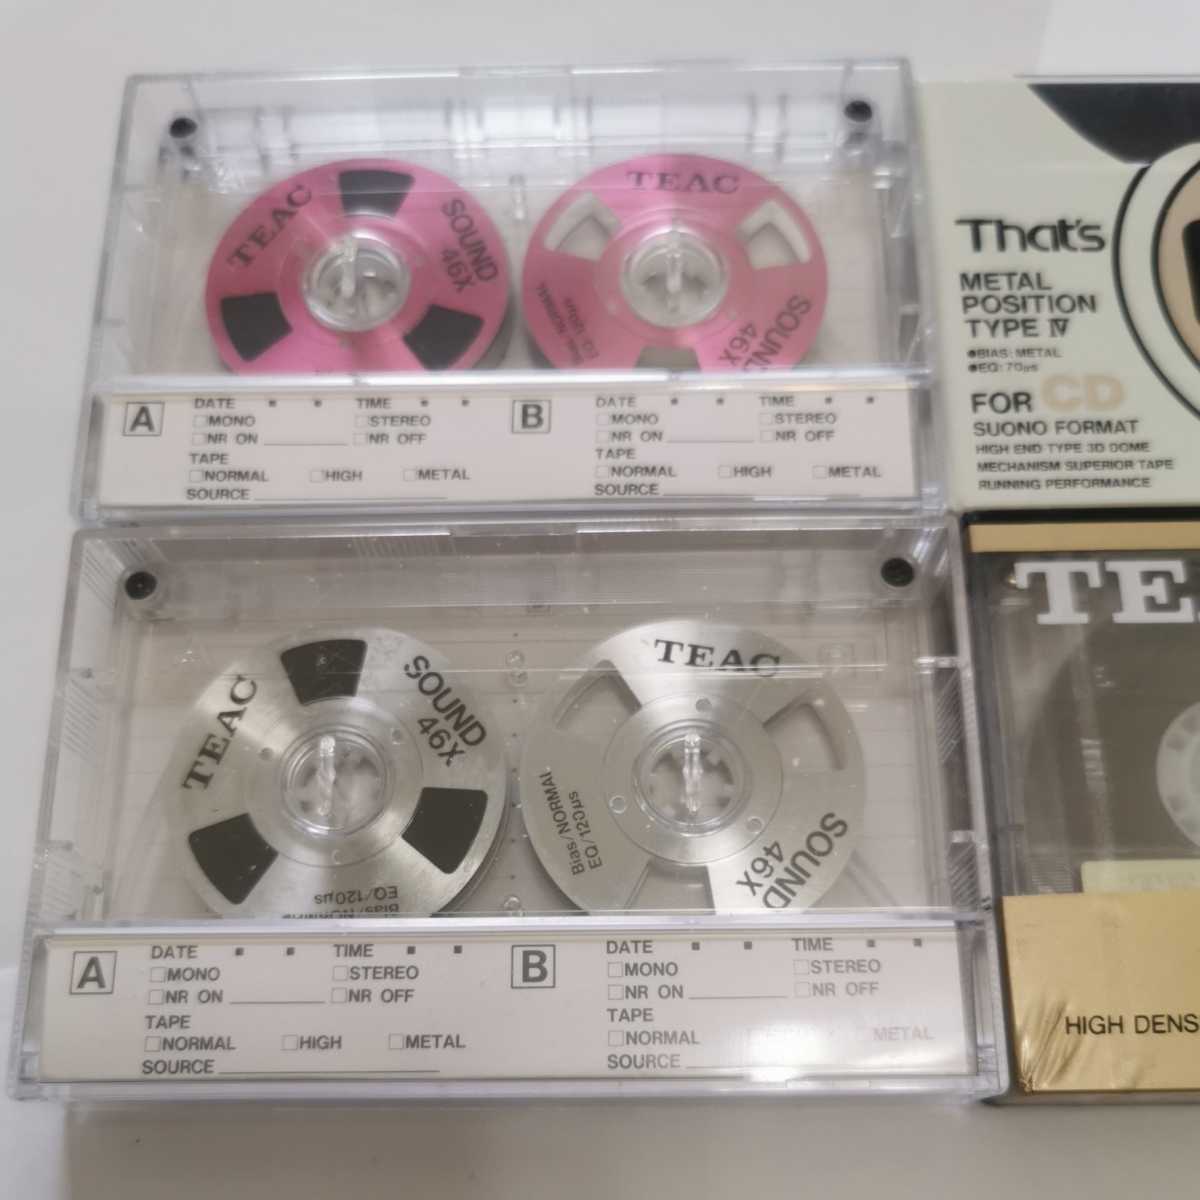 TEAC
SOUND
46X
TEAC
SOUND
46X
A
DATE TIME
MONO STEREO
NR ON NR OFF
TAPE
NORMAL HIGH METAL
SOURCE
B
DATE TIME
MONO STEREO
NR ON NR OFF
TAPE
NORMAL HIGH METAL
SOURCE
That's
METAL
POSITION
TYPE IV
●BIAS: METAL
●EQ: 70μs
FOR CD
SUONO FORMAT
HIGH END TYPE 3D DOME
MECHANISM SUPERIOR TAPE
RUNNING PERFORMANCE
TEAC
SOUND
46X
EQ/120μs
TEAC
Bias/NORMAL
EQ/120μs
SOUND
46X
A
DATE TIME
MONO STEREO
NR ON NR OFF
TAPE
NORMAL HIGH METAL
SOURCE
B
DATE TIME
MONO STEREO
NR ON NR OFF
TAPE
NORMAL METAL
SOURCE
TE
HIGH DENS